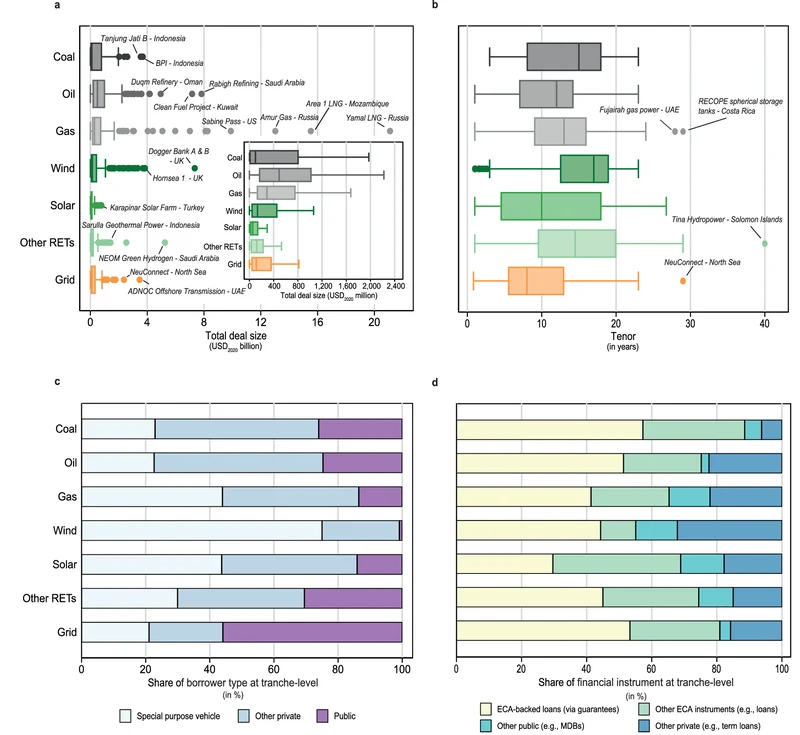 a
Coal
Oil
Gas
Wind
Solar
Other RETs
Grid
Tanjung Jati B - Indonesia
BPI - Indonesia
Duqm Refinery - Oman
Rabigh Refining - Saudi Arabia
Clean Fuel Project - Kuwait
Sabine Pass - US
Amur Gas - Russia
Area 1 LNG - Mozambique
Yamal LNG - Russia
Dogger Bank A & B
- UK
Hornsea 1 - UK
Karapinar Solar Farm - Turkey
Sarulla Geothermal Power - Indonesia
NEOM Green Hydrogen - Saudi Arabia
NeuConnect - North Sea
ADNOC Offshore Transmission - UAE
Coal
Oil
Gas
Wind
Solar
Other RETs
Grid
0 400 800 1,200 1,600 2,000 2,400
Total deal size (USD2020 million)
0 4 8 12 16 20
Total deal size
(USD2020 billion)
b
Fujairah gas power - UAE
RECOPE spherical storage
tanks - Costa Rica
Tina Hydropower - Solomon Islands
NeuConnect - North Sea
0 10 20 30 40
Tenor
(in years)
c
Coal
Oil
Gas
Wind
Solar
Other RETs
Grid
0 20 40 60 80 100
Share of borrower type at tranche-level
(in %)
Special purpose vehicle
Other private
Public
d
0 20 40 60 80 100
Share of financial instrument at tranche-level
(in %)
ECA-backed loans (via guarantees)
Other ECA instruments (e.g., loans)
Other public (e.g., MDBs)
Other private (e.g., term loans)